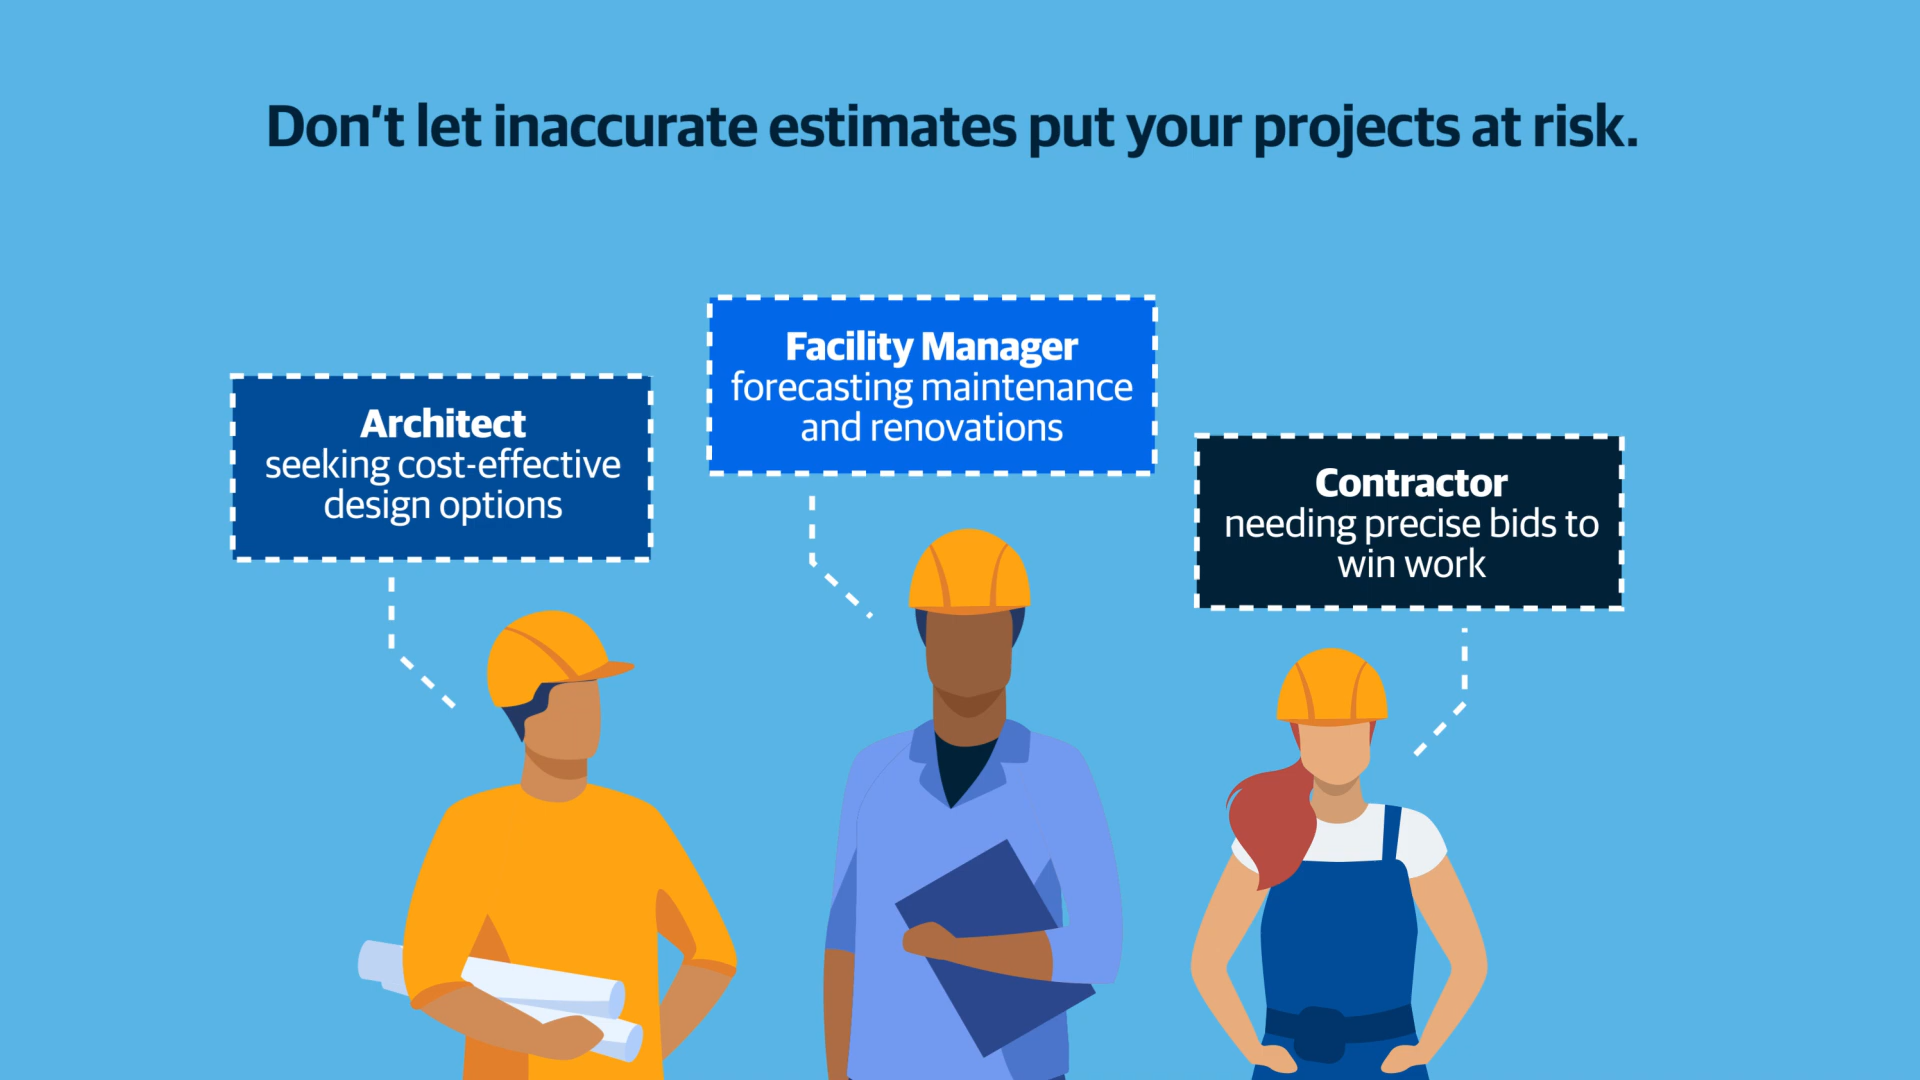 Don't let inaccurate estimates put your projects at risk.
Architect
seeking cost-effective
design options
Facility Manager
forecasting maintenance
and renovations
Contractor
needing precise bids to
win work